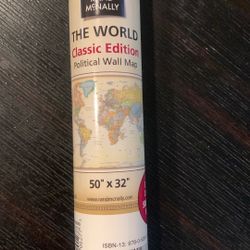 McNALLY
THE WORLD
Classic Edition
Political Wall Map
50" x 32"
www.randmcnally.com
ISBN-13: